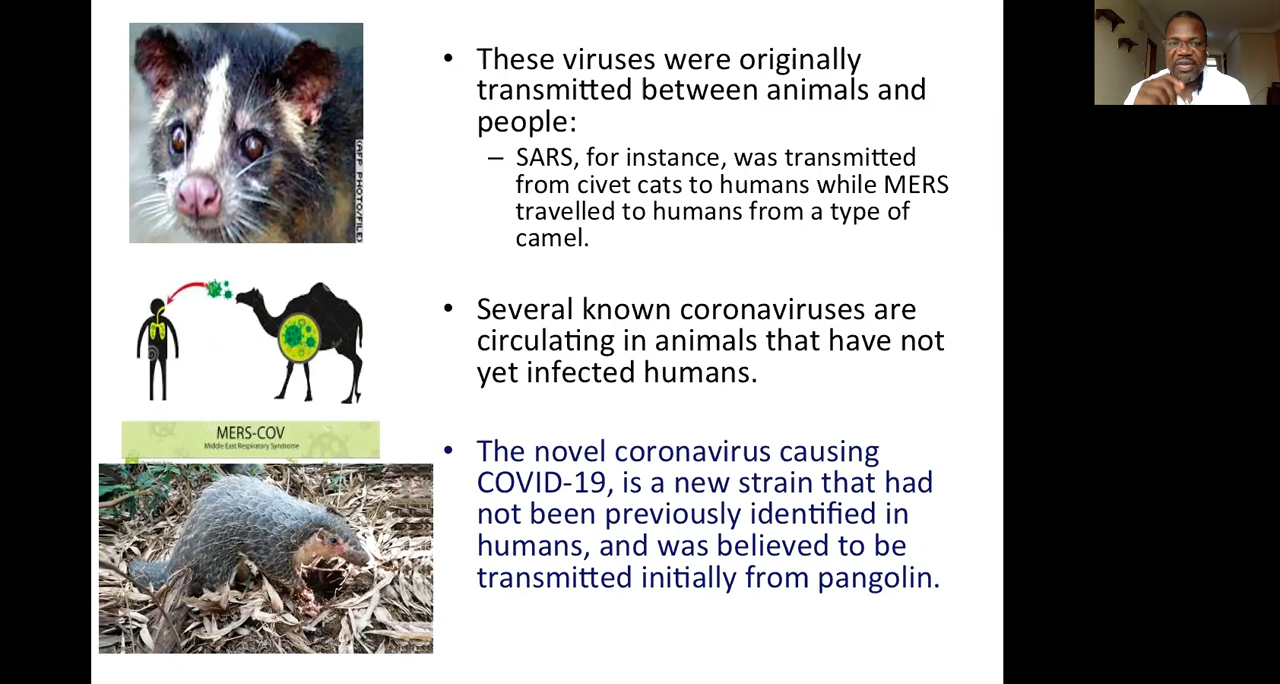 (AFP PHOTO/FILE)
• These viruses were originally
transmitted between animals and
people:
– SARS, for instance, was transmitted
from civet cats to humans while MERS
travelled to humans from a type of
camel.
• Several known coronaviruses are
circulating in animals that have not
yet infected humans.
MERS-COV
Middle East Respiratory Syndrome
• The novel coronavirus causing
COVID-19, is a new strain that had
not been previously identified in
humans, and was believed to be
transmitted initially from pangolin.